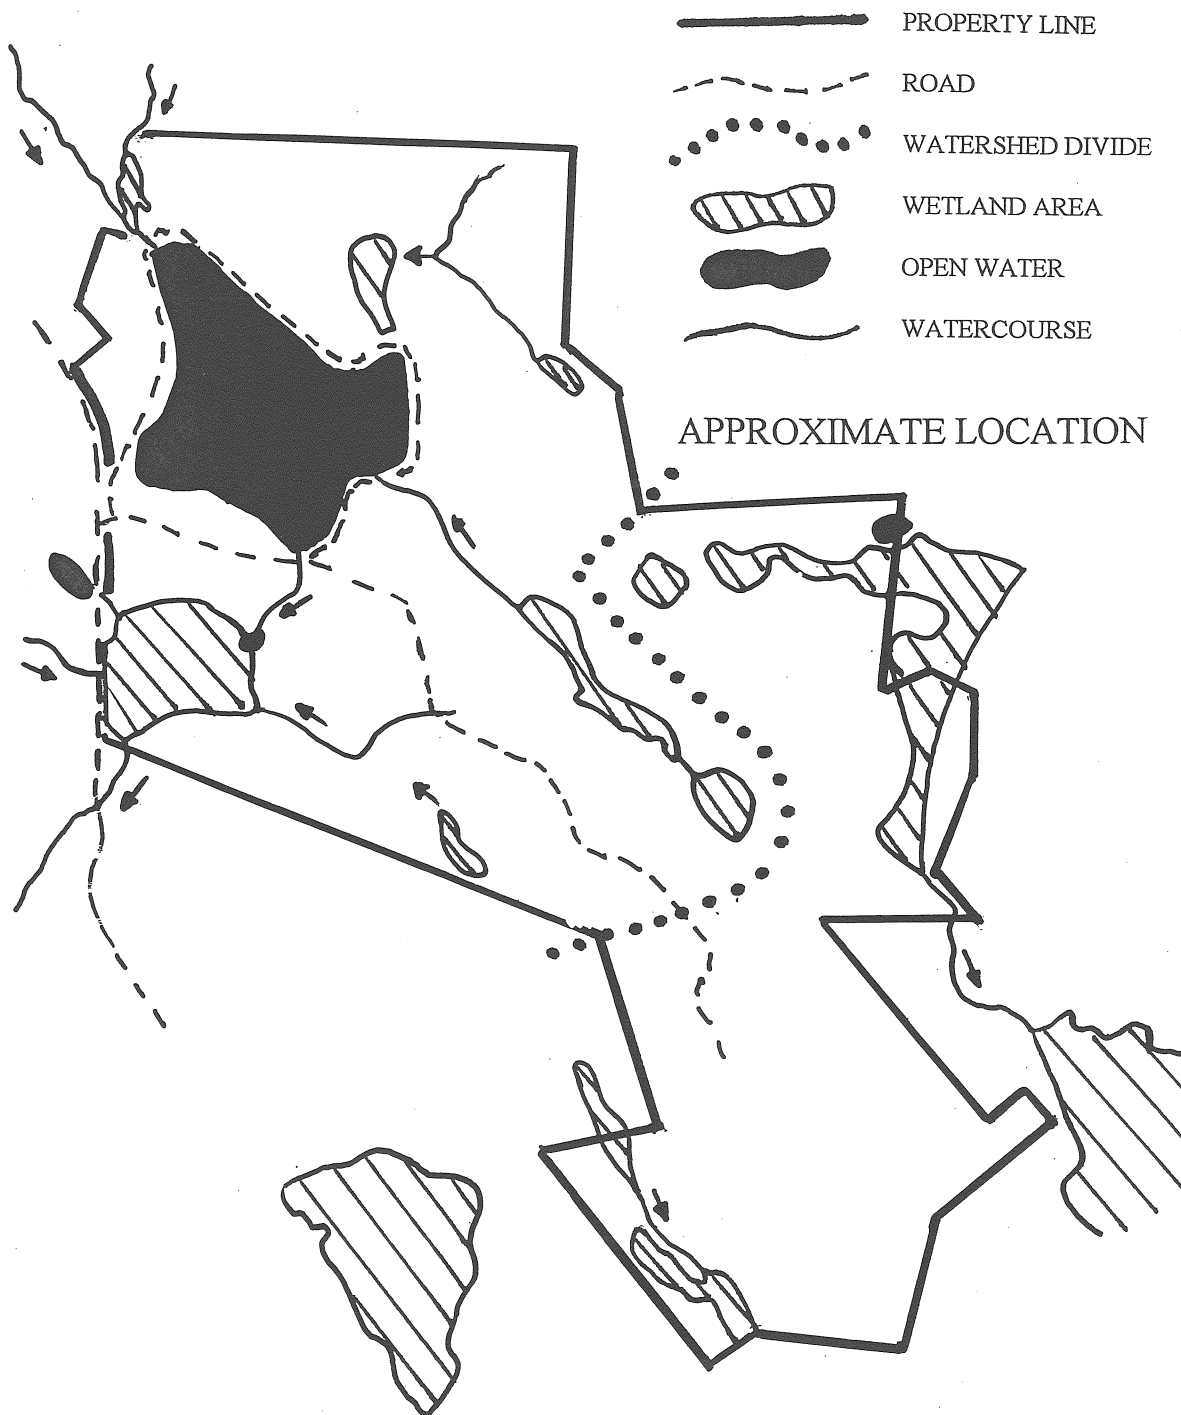 PROPERTY LINE
ROAD
WATERSHED DIVIDE
WETLAND AREA
OPEN WATER
WATERCOURSE
APPROXIMATE LOCATION